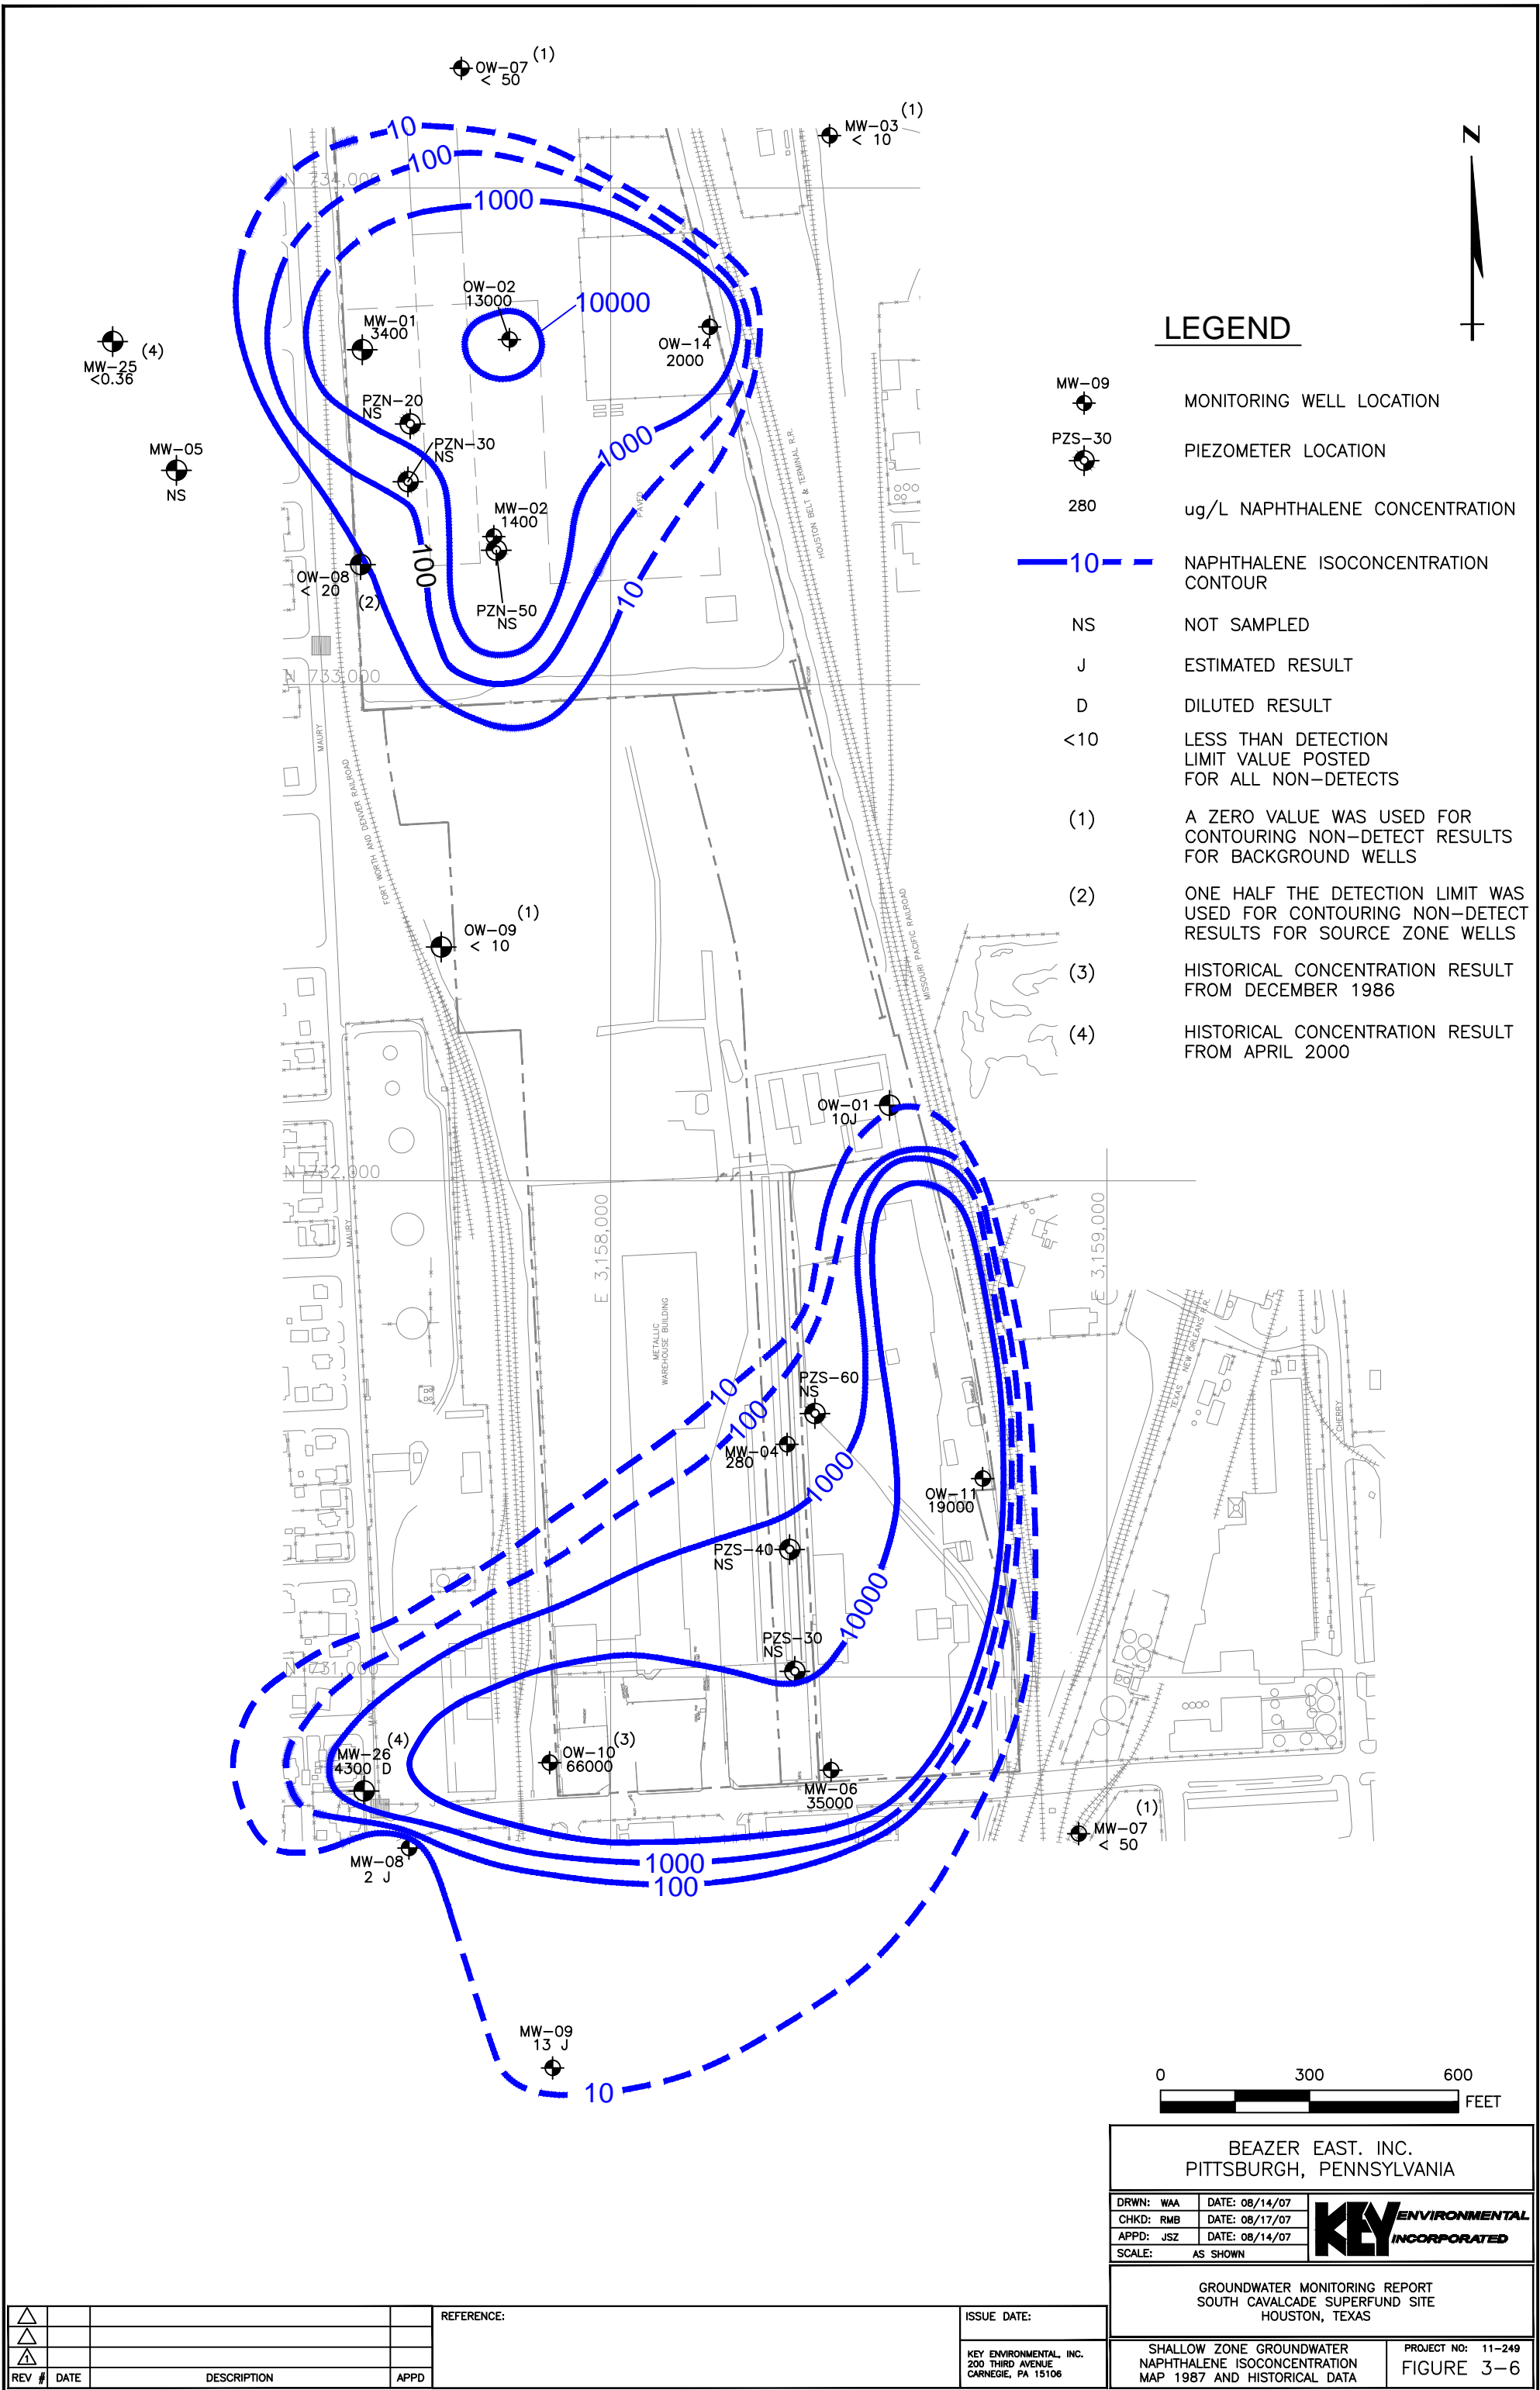 OW-07 (1)
< 50
MW-03 (1)
< 10
N
10
100
N 734,000
1000
OW-02
13000
10000
MW-01
3400
OW-14
2000
MW-25 (4)
<0.36
PZN-20
NS
PZN-30
NS
1000
MW-05
NS
MW-02
1400
PAVED
HOUSTON BELT & TERMINAL R.R.
100
OW-08
< 20
(2)
10
PZN-50
NS
N 733,000
MAURY
FORT WORTH AND DENVER RAILROAD
LEGEND
MW-09
MONITORING WELL LOCATION
PZS-30
PIEZOMETER LOCATION
280 ug/L NAPHTHALENE CONCENTRATION
10 NAPHTHALENE ISOCONCENTRATION
CONTOUR
NS NOT SAMPLED
J ESTIMATED RESULT
D DILUTED RESULT
<10 LESS THAN DETECTION
LIMIT VALUE POSTED
FOR ALL NON-DETECTS
(1) A ZERO VALUE WAS USED FOR
CONTOURING NON-DETECT RESULTS
FOR BACKGROUND WELLS
(2) ONE HALF THE DETECTION LIMIT WAS
USED FOR CONTOURING NON-DETECT
RESULTS FOR SOURCE ZONE WELLS
(3) HISTORICAL CONCENTRATION RESULT
FROM DECEMBER 1986
(4) HISTORICAL CONCENTRATION RESULT
FROM APRIL 2000
OW-09 (1)
< 10
MISSOURI PACIFIC RAILROAD
OW-01
10J
N 732,000
MAURY
E 3,158,000
E 3,159,000
METALLIC
WAREHOUSE BUILDING
TEXAS NEW ORLEANS R.R.
CHERRY
PZS-60
NS
10
100
MW-04
280
1000
OW-11
19000
PZS-40
NS
10000
PZS-30
NS
N 731,000
MW-26 (4)
4300 D
OW-10 (3)
66000
MW-06
35000
MW-07 (1)
< 50
MW-08
2 J
1000
100
MW-09
13 J
10
0 300 600
FEET
BEAZER EAST. INC.
PITTSBURGH, PENNSYLVANIA
DRWN: WAA DATE: 08/14/07
CHKD: RMB DATE: 08/17/07
APPD: JSZ DATE: 08/14/07
SCALE: AS SHOWN
KEY ENVIRONMENTAL
INCORPORATED
GROUNDWATER MONITORING REPORT
SOUTH CAVALCADE SUPERFUND SITE
HOUSTON, TEXAS
SHALLOW ZONE GROUNDWATER
NAPHTHALENE ISOCONCENTRATION
MAP 1987 AND HISTORICAL DATA
PROJECT NO: 11-249
FIGURE 3-6
REFERENCE:
ISSUE DATE:
KEY ENVIRONMENTAL, INC.
200 THIRD AVENUE
CARNEGIE, PA 15106
1
REV # DATE DESCRIPTION APPD